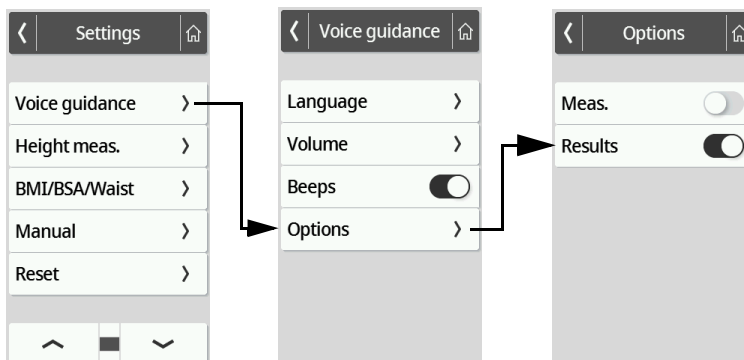 Settings
Voice guidance
Height meas.
BMI/BSA/Waist
Manual
Reset
Voice guidance
Language
Volume
Beeps
Options
Options
Meas.
Results